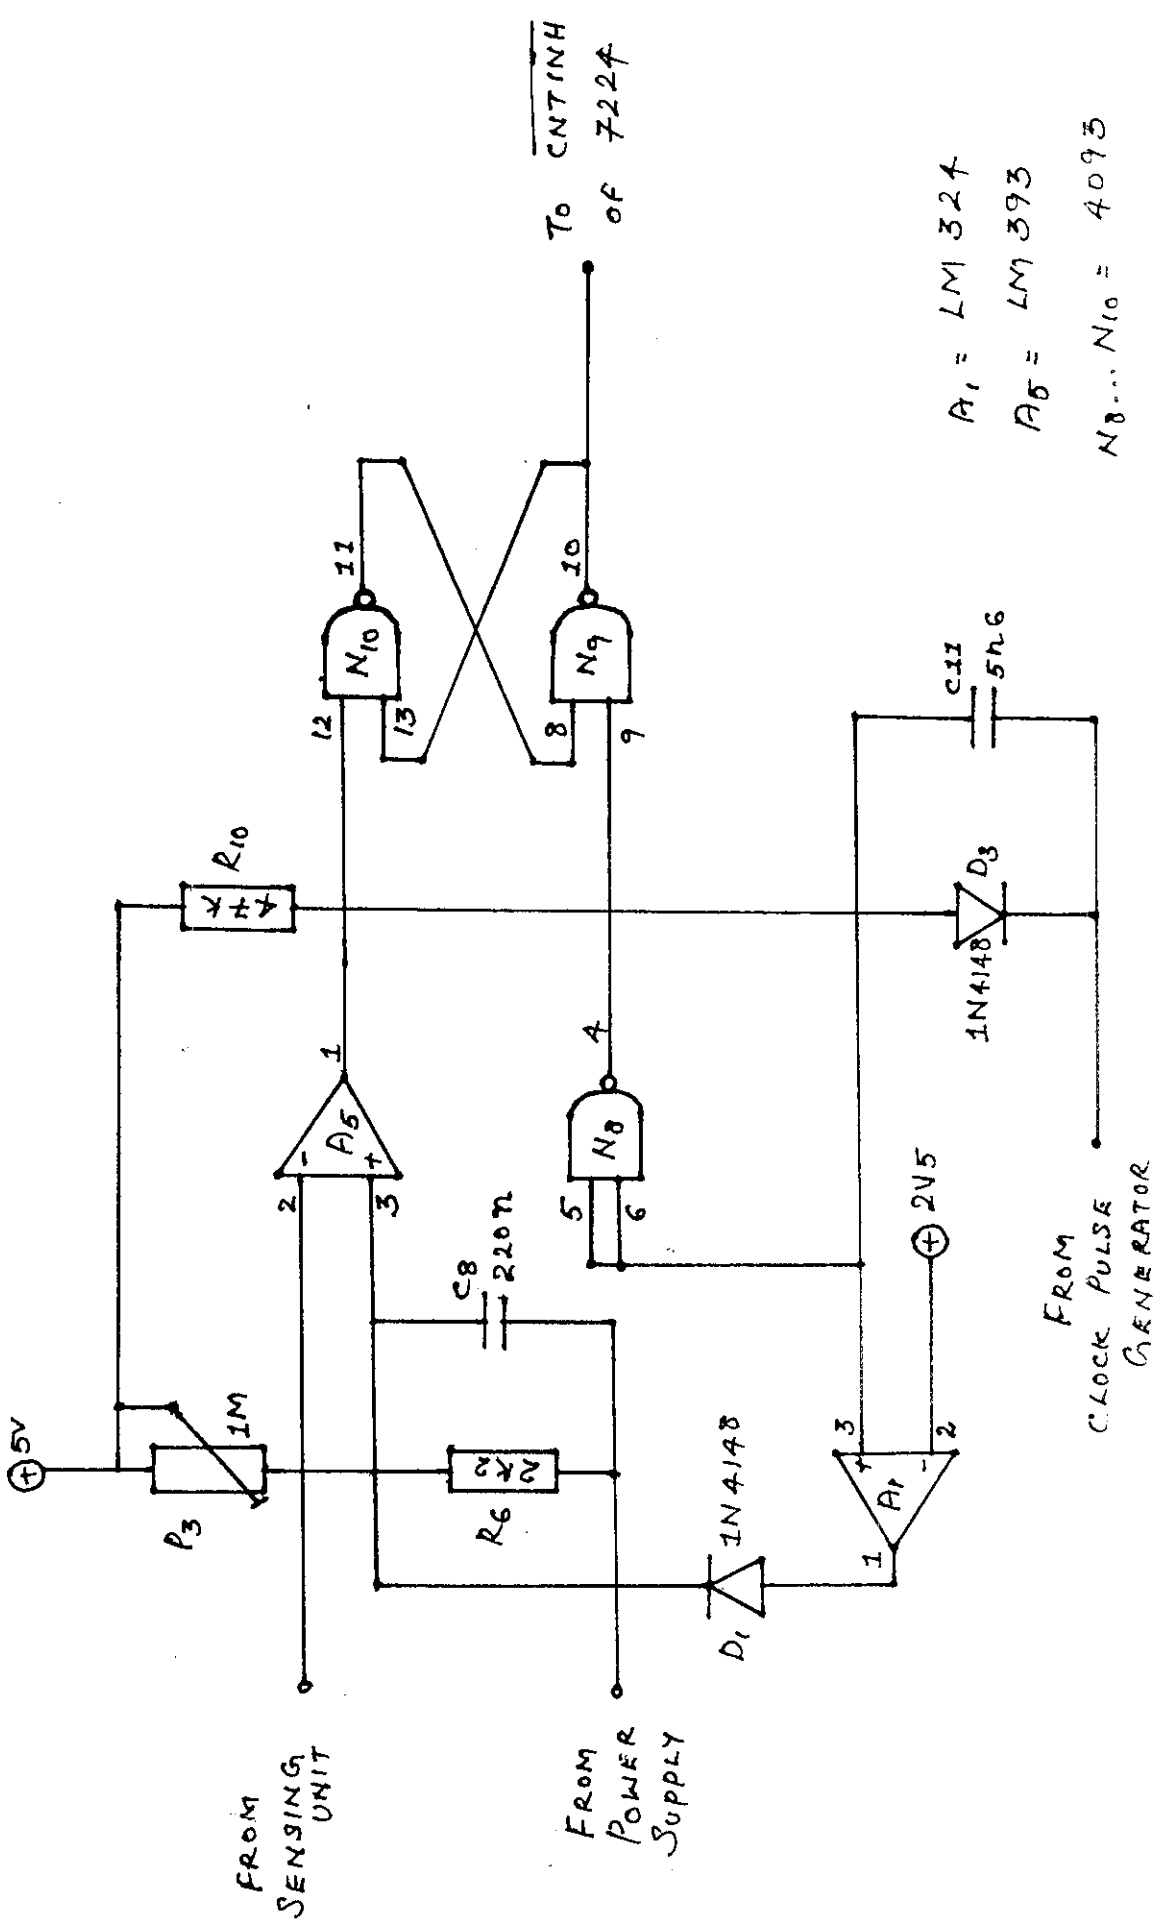 5V
P3
1M
R10
47K
FROM
SENSING
UNIT
2
3
-
+
A5
1
12
13
N10
11
TO CNTINH
OF 7224
R6
2K2
C8
220n
FROM
POWER
SUPPLY
5
6
N8
4
8
9
N9
10
D1
1N4148
1
A1
3
2
+
-
2V5
1N4148
D3
C11
5n6
FROM
CLOCK PULSE
GENERATOR
A1 = LM 324
A5 = LM 393
N8...N10 = 4093